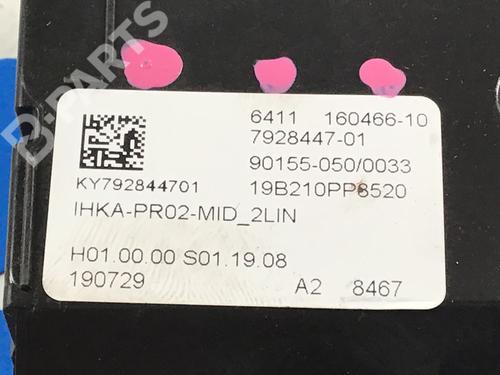 B-PARTS
6411 160466-10
7928447-01
90155-050/0033
KY792844701 19B210PP8520
IHKA-PR02-MID_2LIN
H01.00.00 S01.19.08
190729 A2 8467